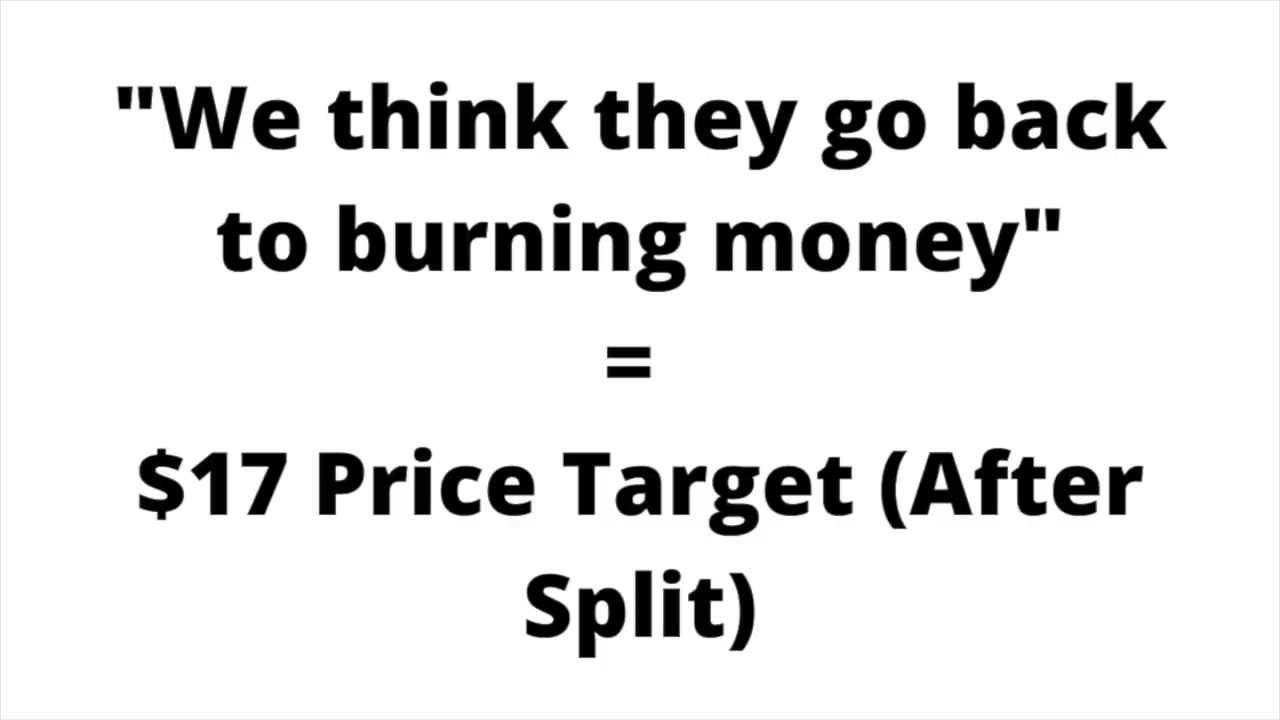 "We think they go back
to burning money"
=
$17 Price Target (After
Split)